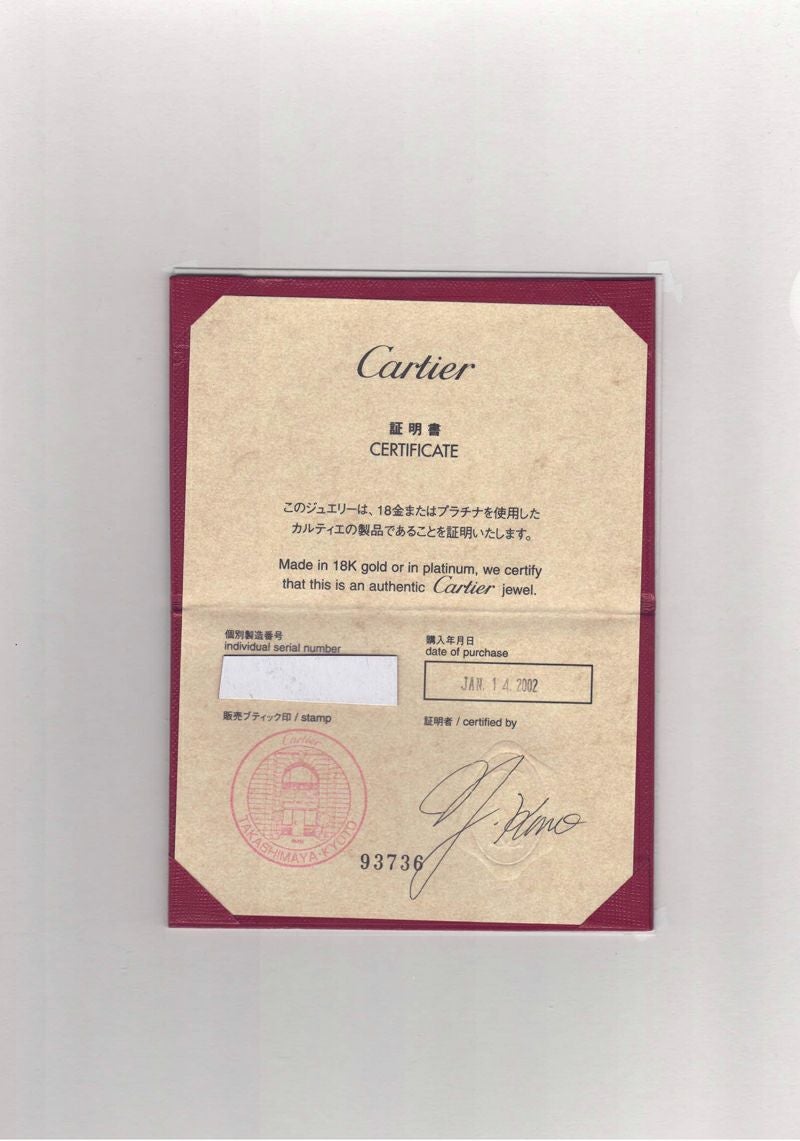 Cartier
証明書
CERTIFICATE
このジュエリーは、18金またはプラチナを使用した
カルティエの製品であることを証明いたします。
Made in 18K gold or in platinum, we certify
that this is an authentic Cartier jewel.
個別製造番号
individual serial number
購入年月日
date of purchase
JAN. 14. 2002
販売ブティック印 / stamp
証明者 / certified by
Cartier
TAKASHIMAYA-KYOTO
93736